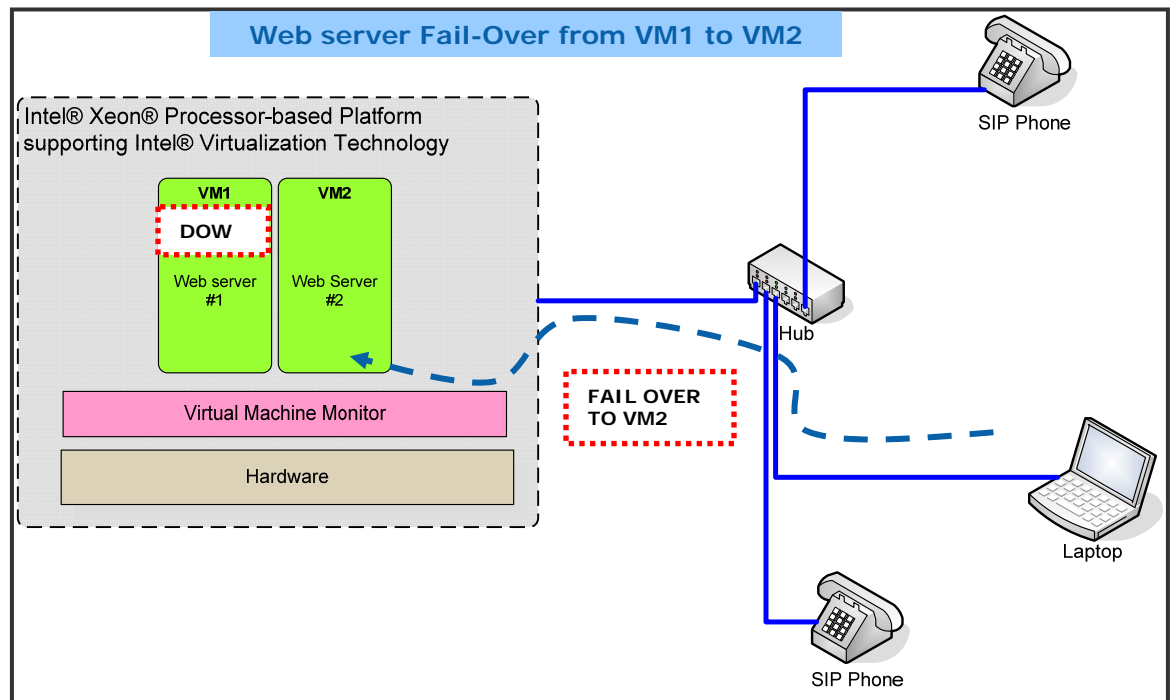 Web server Fail-Over from VM1 to VM2
Intel® Xeon® Processor-based Platform
supporting Intel® Virtualization Technology
VM1
DOW
Web server
#1
VM2
Web Server
#2
Virtual Machine Monitor
Hardware
FAIL OVER
TO VM2
SIP Phone
Hub
Laptop
SIP Phone